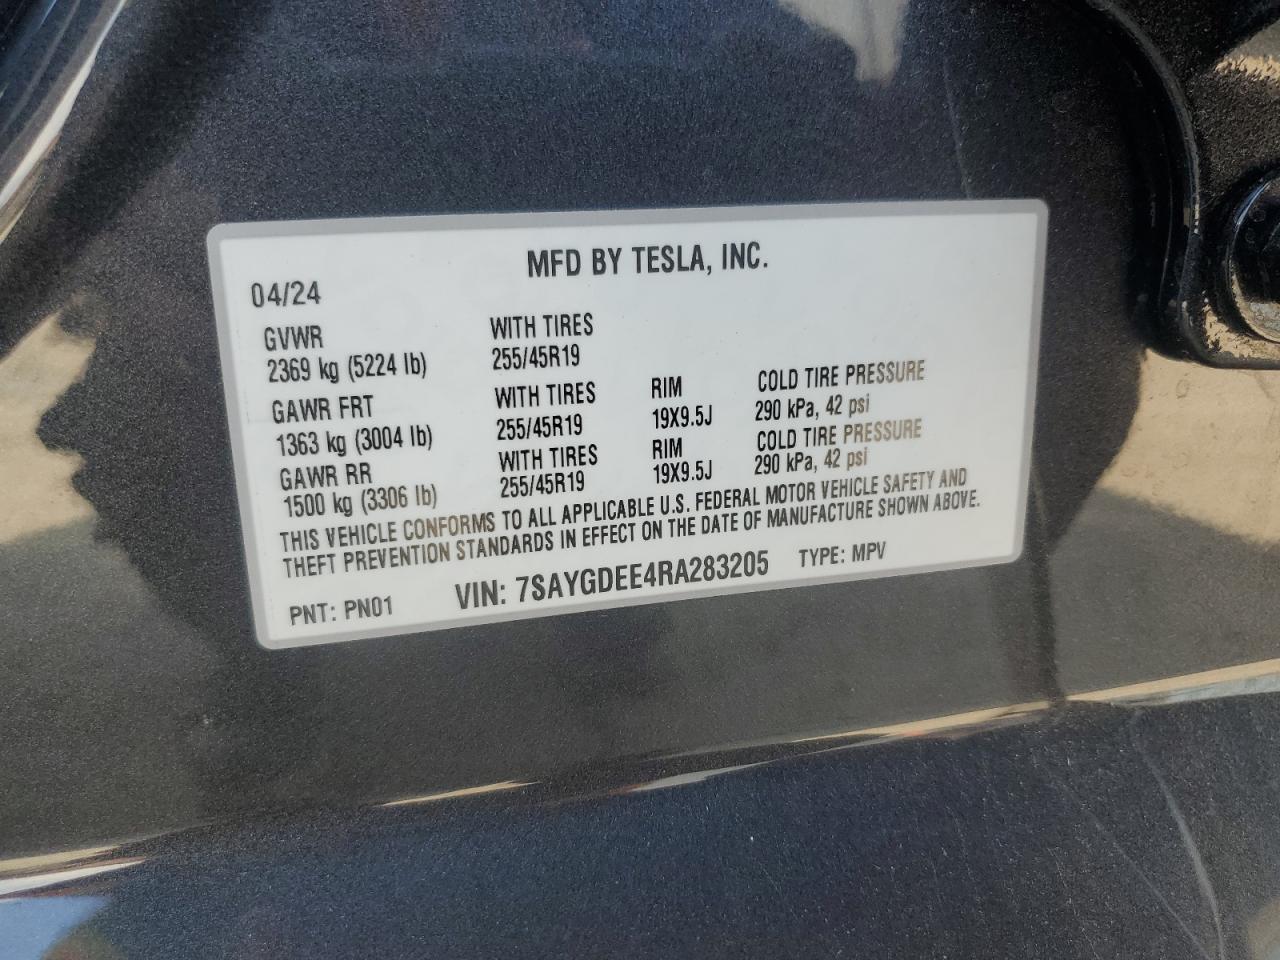 MFD BY TESLA, INC.
04/24
GVWR WITH TIRES
2369 kg (5224 lb) 255/45R19
GAWR FRT WITH TIRES RIM COLD TIRE PRESSURE
1363 kg (3004 lb) 255/45R19 19X9.5J 290 kPa, 42 psi
GAWR RR WITH TIRES RIM COLD TIRE PRESSURE
1500 kg (3306 lb) 255/45R19 19X9.5J 290 kPa, 42 psi
THIS VEHICLE CONFORMS TO ALL APPLICABLE U.S. FEDERAL MOTOR VEHICLE SAFETY AND
THEFT PREVENTION STANDARDS IN EFFECT ON THE DATE OF MANUFACTURE SHOWN ABOVE.
PNT: PN01 VIN: 7SAYGDEE4RA283205 TYPE: MPV